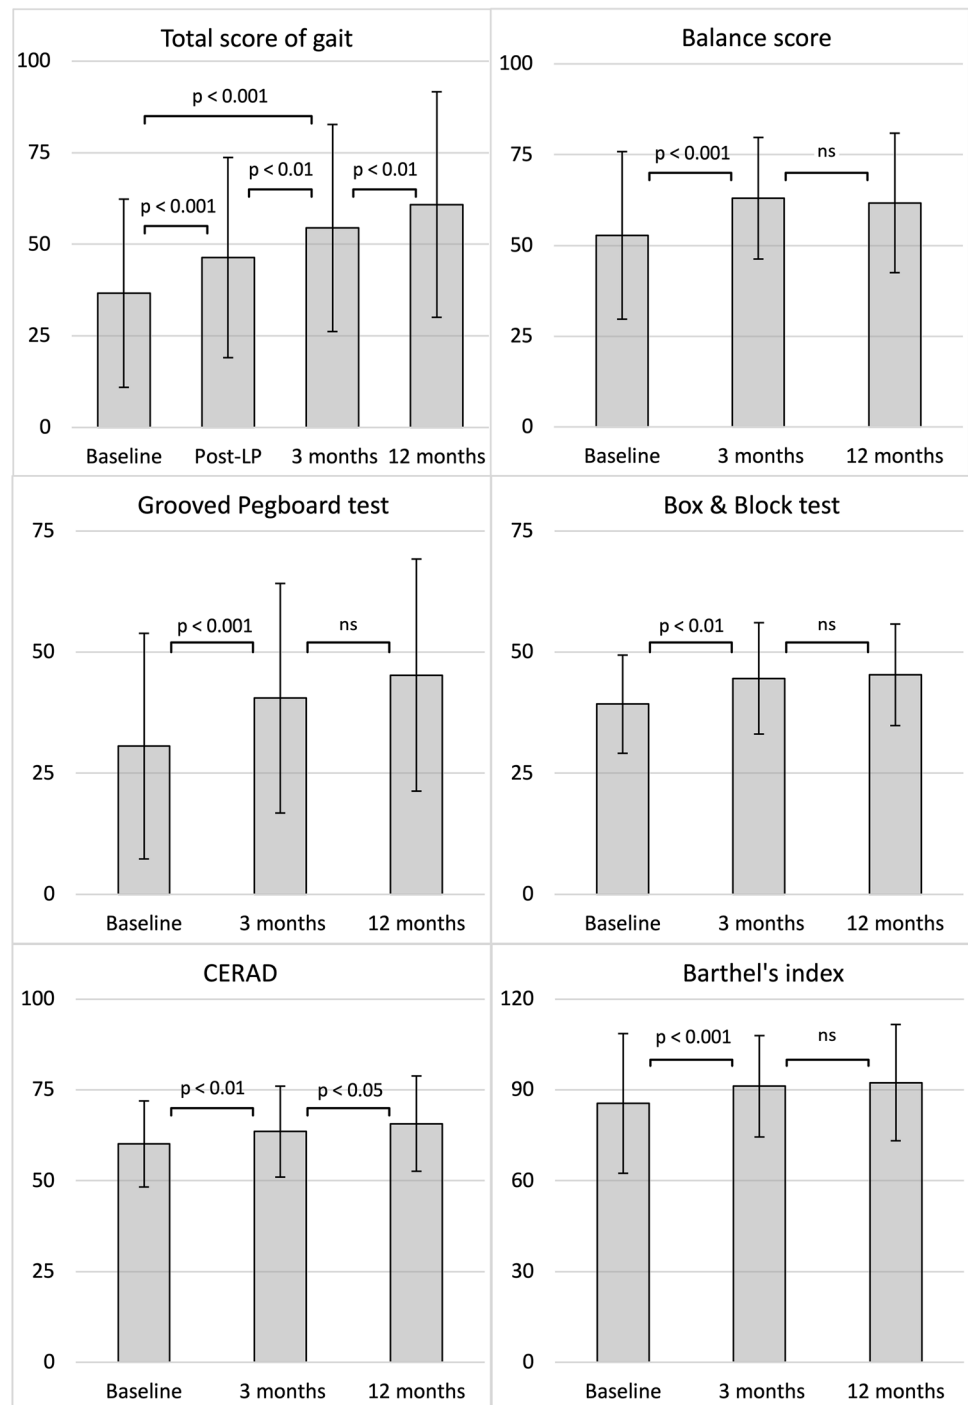 Total score of gait
100
75
50
25
0
p < 0.001
p < 0.01
p < 0.01
p < 0.001
Baseline Post-LP 3 months 12 months
Balance score
100
75
50
25
0
p < 0.001
ns
Baseline 3 months 12 months
Grooved Pegboard test
75
50
25
0
p < 0.001
ns
Baseline 3 months 12 months
Box & Block test
75
50
25
0
p < 0.01
ns
Baseline 3 months 12 months
CERAD
100
75
50
25
0
p < 0.01
p < 0.05
Baseline 3 months 12 months
Barthel's index
120
90
60
30
0
p < 0.001
ns
Baseline 3 months 12 months